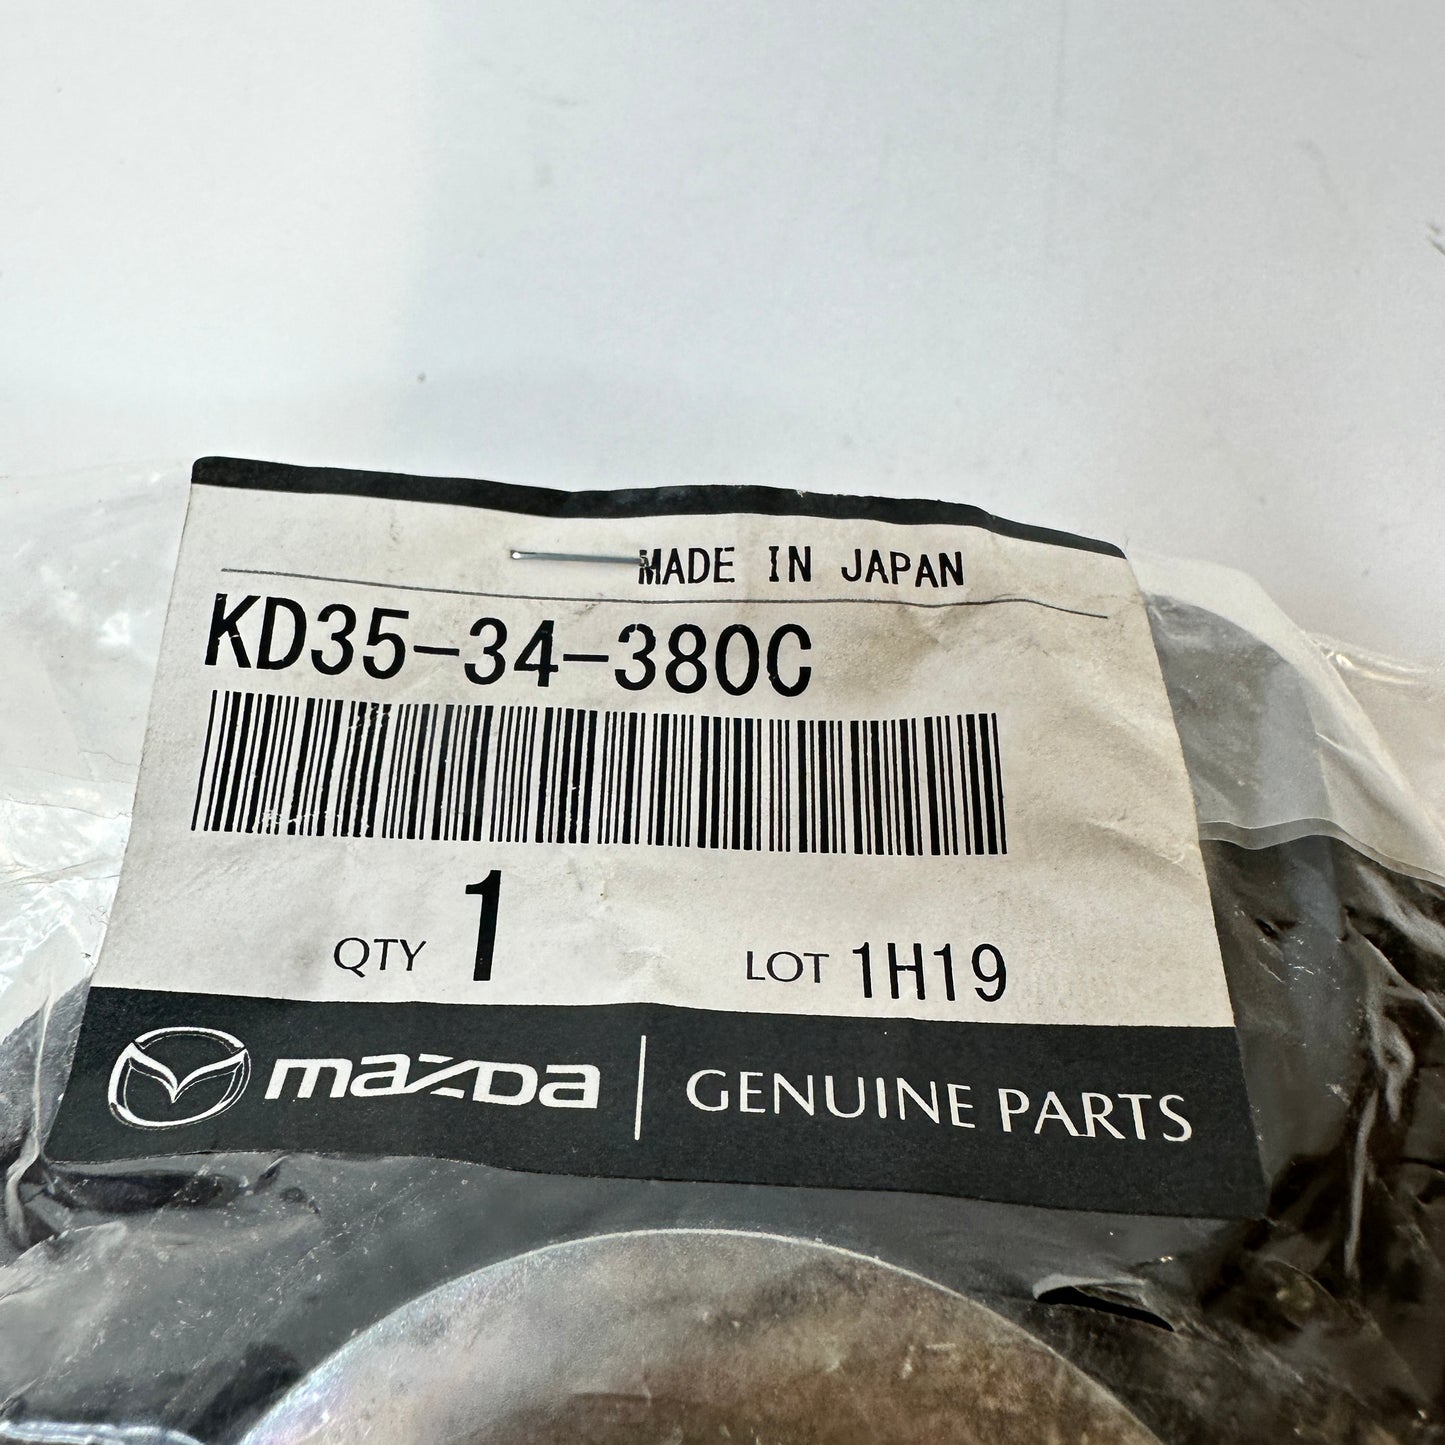 MADE IN JAPAN
KD35-34-380C
QTY 1 LOT 1H19
mazda GENUINE PARTS